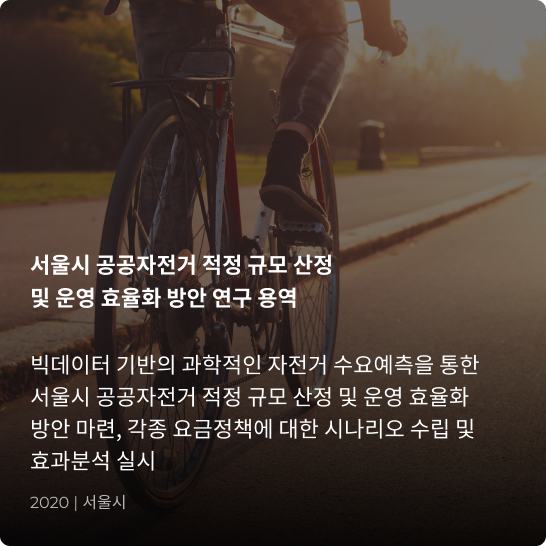 서울시 공공자전거 적정 규모 산정
및 운영 효율화 방안 연구 용역
빅데이터 기반의 과학적인 자전거 수요예측을 통한
서울시 공공자전거 적정 규모 산정 및 운영 효율화
방안 마련, 각종 요금정책에 대한 시나리오 수립 및
효과분석 실시
2020 | 서울시